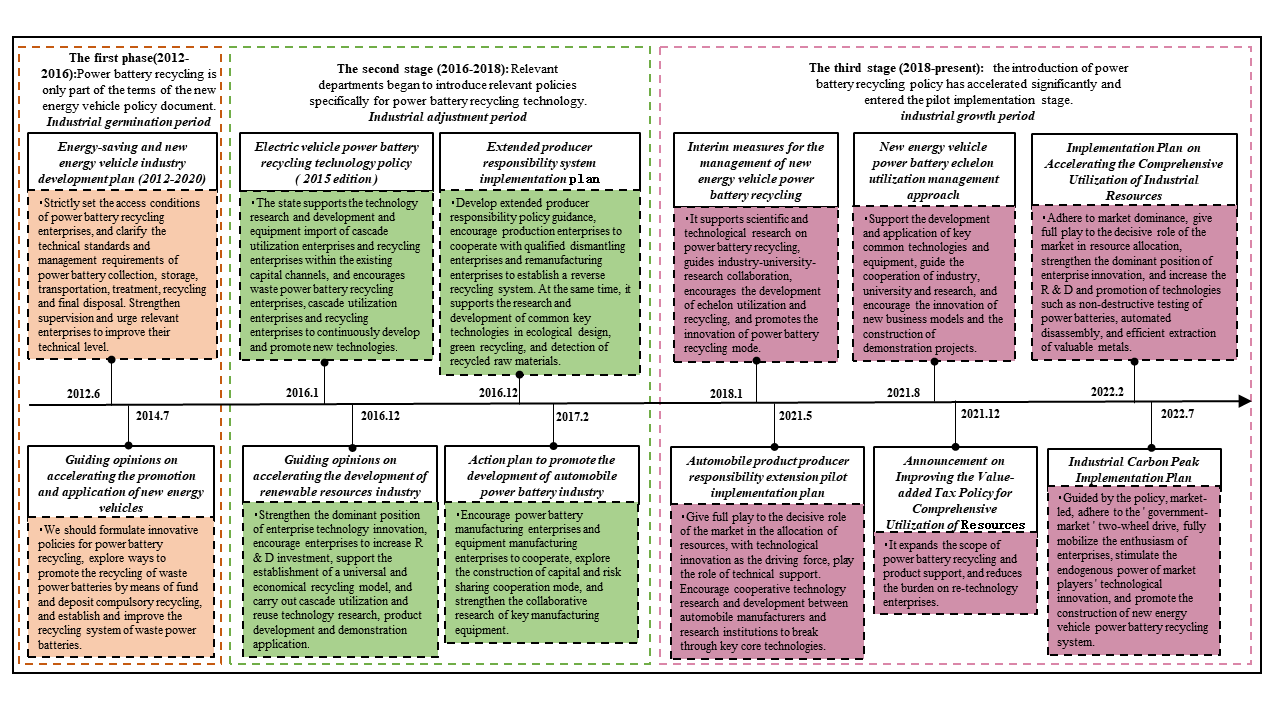 The first phase(2012-
2016):Power battery recycling is
only part of the terms of the new
energy vehicle policy document.
Industrial germination period
Energy-saving and new
energy vehicle industry
development plan (2012-2020)
·Strictly set the access conditions
of power battery recycling
enterprises, and clarify the
technical standards and
management requirements of
power battery collection, storage,
transportation, treatment, recycling
and final disposal. Strengthen
supervision and urge relevant
enterprises to improve their
technical level.
2012.6
2014.7
Guiding opinions on
accelerating the promotion
and application of new energy
vehicles
·We should formulate innovative
policies for power battery
recycling, explore ways to
promote the recycling of waste
power batteries by means of fund
and deposit compulsory recycling,
and establish and improve the
recycling system of waste power
batteries.
The second stage (2016-2018): Relevant
departments began to introduce relevant policies
specifically for power battery recycling technology.
Industrial adjustment period
Electric vehicle power battery
recycling technology policy
( 2015 edition )
·The state supports the technology
research and development and
equipment import of cascade
utilization enterprises and recycling
enterprises within the existing
capital channels, and encourages
waste power battery recycling
enterprises, cascade utilization
enterprises and recycling
enterprises to continuously develop
and promote new technologies.
2016.1
Extended producer
responsibility system
implementation plan
·Develop extended producer
responsibility policy guidance,
encourage production enterprises to
cooperate with qualified dismantling
enterprises and remanufacturing
enterprises to establish a reverse
recycling system. At the same time, it
supports the research and
development of common key
technologies in ecological design,
green recycling, and detection of
recycled raw materials.
2016.12
2016.12
Guiding opinions on
accelerating the development of
renewable resources industry
·Strengthen the dominant position
of enterprise technology innovation,
encourage enterprises to increase R
& D investment, support the
establishment of a universal and
economical recycling model, and
carry out cascade utilization and
reuse technology research, product
development and demonstration
application.
2017.2
Action plan to promote the
development of automobile
power battery industry
·Encourage power battery
manufacturing enterprises and
equipment manufacturing
enterprises to cooperate, explore
the construction of capital and risk
sharing cooperation mode, and
strengthen the collaborative
research of key manufacturing
equipment.
The third stage (2018-present): the introduction of power
battery recycling policy has accelerated significantly and
entered the pilot implementation stage.
industrial growth period
Interim measures for the
management of new
energy vehicle power
battery recycling
·It supports scientific and
technological research on
power battery recycling,
guides industry-university-
research collaboration,
encourages the development
of echelon utilization and
recycling, and promotes the
innovation of power battery
recycling mode.
2018.1
New energy vehicle
power battery echelon
utilization management
approach
·Support the development
and application of key
common technologies and
equipment, guide the
cooperation of industry,
university and research, and
encourage the innovation of
new business models and the
construction of
demonstration projects.
2021.8
Implementation Plan on
Accelerating the Comprehensive
Utilization of Industrial
Resources
·Adhere to market dominance, give
full play to the decisive role of the
market in resource allocation,
strengthen the dominant position of
enterprise innovation, and increase the
R & D and promotion of technologies
such as non-destructive testing of
power batteries, automated
disassembly, and efficient extraction
of valuable metals.
2022.2
2021.5
Automobile product producer
responsibility extension pilot
implementation plan
·Give full play to the decisive role
of the market in the allocation of
resources, with technological
innovation as the driving force, play
the role of technical support.
Encourage cooperative technology
research and development between
automobile manufacturers and
research institutions to break
through key core technologies.
2021.12
Announcement on
Improving the Value-
added Tax Policy for
Comprehensive
Utilization of Resources
·It expands the scope of
power battery recycling and
product support, and reduces
the burden on re-technology
enterprises.
2022.7
Industrial Carbon Peak
Implementation Plan
·Guided by the policy, market-
led, adhere to the ' government-
market ' two-wheel drive, fully
mobilize the enthusiasm of
enterprises, stimulate the
endogenous power of market
players ' technological
innovation, and promote the
construction of new energy
vehicle power battery recycling
system.